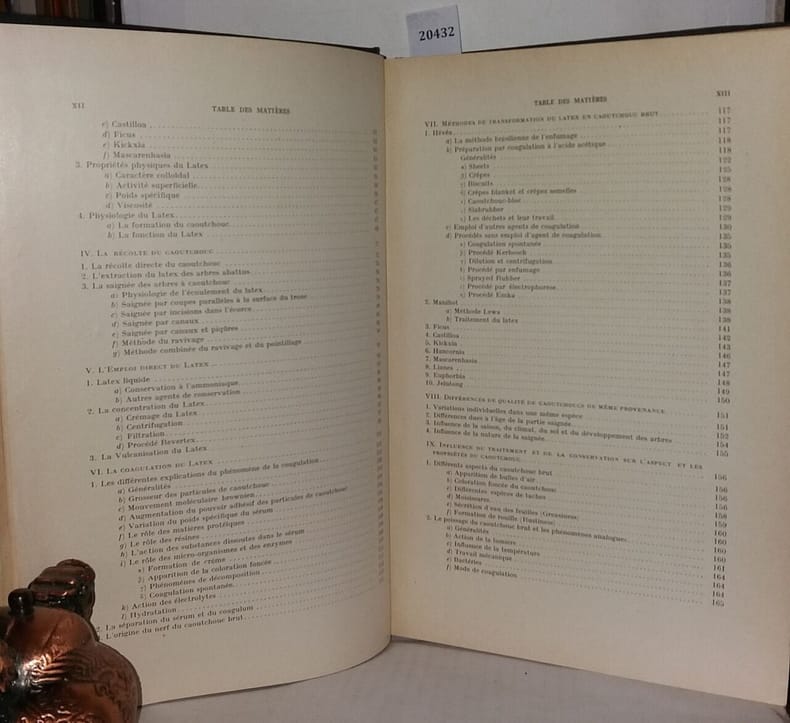 20432
XII
TABLE DES MATIÈRES
c) Castilloa
d) Ficus
e) Kickxia
f) Mascarenhasia
3. Propriétés physiques du Latex
a) Caractère colloïdal
b) Activité superficielle
c) Poids spécifique
d) Viscosité
4. Physiologie du Latex
a) La formation du caoutchouc
b) La fonction du Latex
IV. LA RÉCOLTE DU CAOUTCHOUC
1. La récolte directe du caoutchouc
2. L'extraction du latex des arbres abattus
3. La saignée des arbres à caoutchouc
a) Physiologie de l'écoulement du latex
b) Saignée par coupes parallèles à la surface du tronc
c) Saignée par incisions dans l'écorce
d) Saignée par canaux
e) Saignée par canaux et piqûres
f) Méthode du ravivage
g) Méthode combinée du ravivage et du pointillage
V. L'EMPLOI DIRECT DU LATEX
1. Latex liquide
a) Conservation à l'ammoniaque
b) Autres agents de conservation
2. La concentration du Latex
a) Crémage du Latex
b) Centrifugation
c) Filtration
d) Procédé Revertex
3. La Vulcanisation du Latex
VI. LA COAGULATION DU LATEX
1. Les différentes explications du phénomène de la coagulation
a) Généralités
b) Grosseur des particules de caoutchouc
c) Mouvement moléculaire brownien
d) Augmentation du pouvoir adhésif des particules de caoutchouc
e) Variation du poids spécifique du sérum
f) Le rôle des matières protéiques
g) Le rôle des résines
h) L'action des substances dissoutes dans le sérum
i) Le rôle des micro-organismes et des enzymes
Formation de crème
Apparition de la coloration foncée
Phénomènes de décomposition
Coagulation spontanée
k) Action des électrolytes
l) Hydratation
2. La séparation du sérum et du coagulum
L'origine du nerf du caoutchouc brut
TABLE DES MATIÈRES
XIII
VII. MÉTHODES DE TRANSFORMATION DU LATEX EN CAOUTCHOUC BRUT 117
1. Hévéa 117
a) La méthode brésilienne de l'enfumage 117
b) Préparation par coagulation à l'acide acétique 118
Généralités 118
Sheets 122
Crêpes 125
Biscuits 128
Crêpes blanket et crêpes semelles 128
Caoutchouc-bloc 128
Slabrubber 129
Les déchets et leur travail 129
c) Emploi d'autres agents de coagulation 130
d) Procédés sans emploi d'agent de coagulation 135
Coagulation spontanée 135
Procédé Kerbosch 135
Dilution et centrifugation 136
Procédé par enfumage 136
Sprayed Rubber 136
Procédé par électrophorèse 137
Procédé Emka 137
2. Manihot 138
a) Méthode Lewa 138
b) Traitement du latex 138
3. Ficus 141
4. Castilloa 142
5. Kickxia 143
6. Hancornia 146
7. Mascarenhasia 147
8. Lianes 147
9. Euphorbia 148
10. Jelutong 149
VIII. DIFFÉRENCES DE QUALITÉ DE CAOUTCHOUCS DE MÊME PROVENANCE 150
1. Variations individuelles dans une même espèce 151
2. Différences dues à l'âge de la partie saignée 151
3. Influence de la saison, du climat, du sol et du développement des arbres 152
4. Influence de la nature de la saignée 154
155
IX. INFLUENCE DU TRAITEMENT ET DE LA CONSERVATION SUR L'ASPECT ET LES
PROPRIÉTÉS DU CAOUTCHOUC
1. Différents aspects du caoutchouc brut 156
a) Apparition de bulles d'air
b) Coloration foncée du caoutchouc 156
c) Différentes espèces de taches 156
d) Moisissures 156
e) Sécrétion d'eau des feuilles (Greasiness) 158
f) Formation de rouille (Rustiness) 159
2. Le poissage du caoutchouc brut et les phénomènes analogues 160
a) Généralités 160
b) Action de la lumière 160
c) Influence de la température 161
d) Travail mécanique 164
e) Bactéries 164
f) Mode de coagulation 164
165